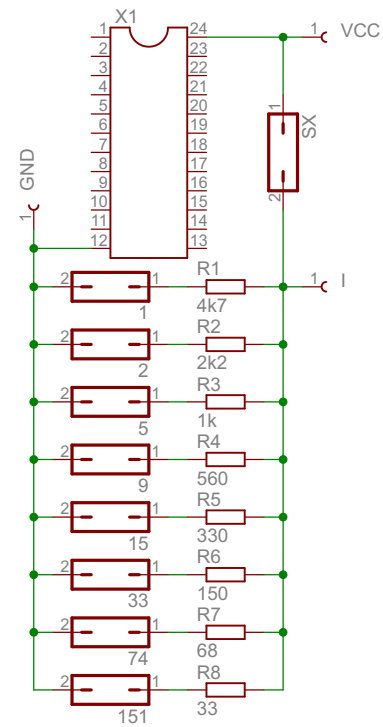 X1
1 24 1 VCC
2 23
3 22
4 21
5 20
6 19
7 18
8 17
9 16
10 15
11 14
12 13
1
SX
2
GND
1
2 1 R1 1 I
1 4k7
2 1 R2
2 2k2
2 1 R3
5 1k
2 1 R4
9 560
2 1 R5
15 330
2 1 R6
33 150
2 1 R7
74 68
2 1 R8
151 33